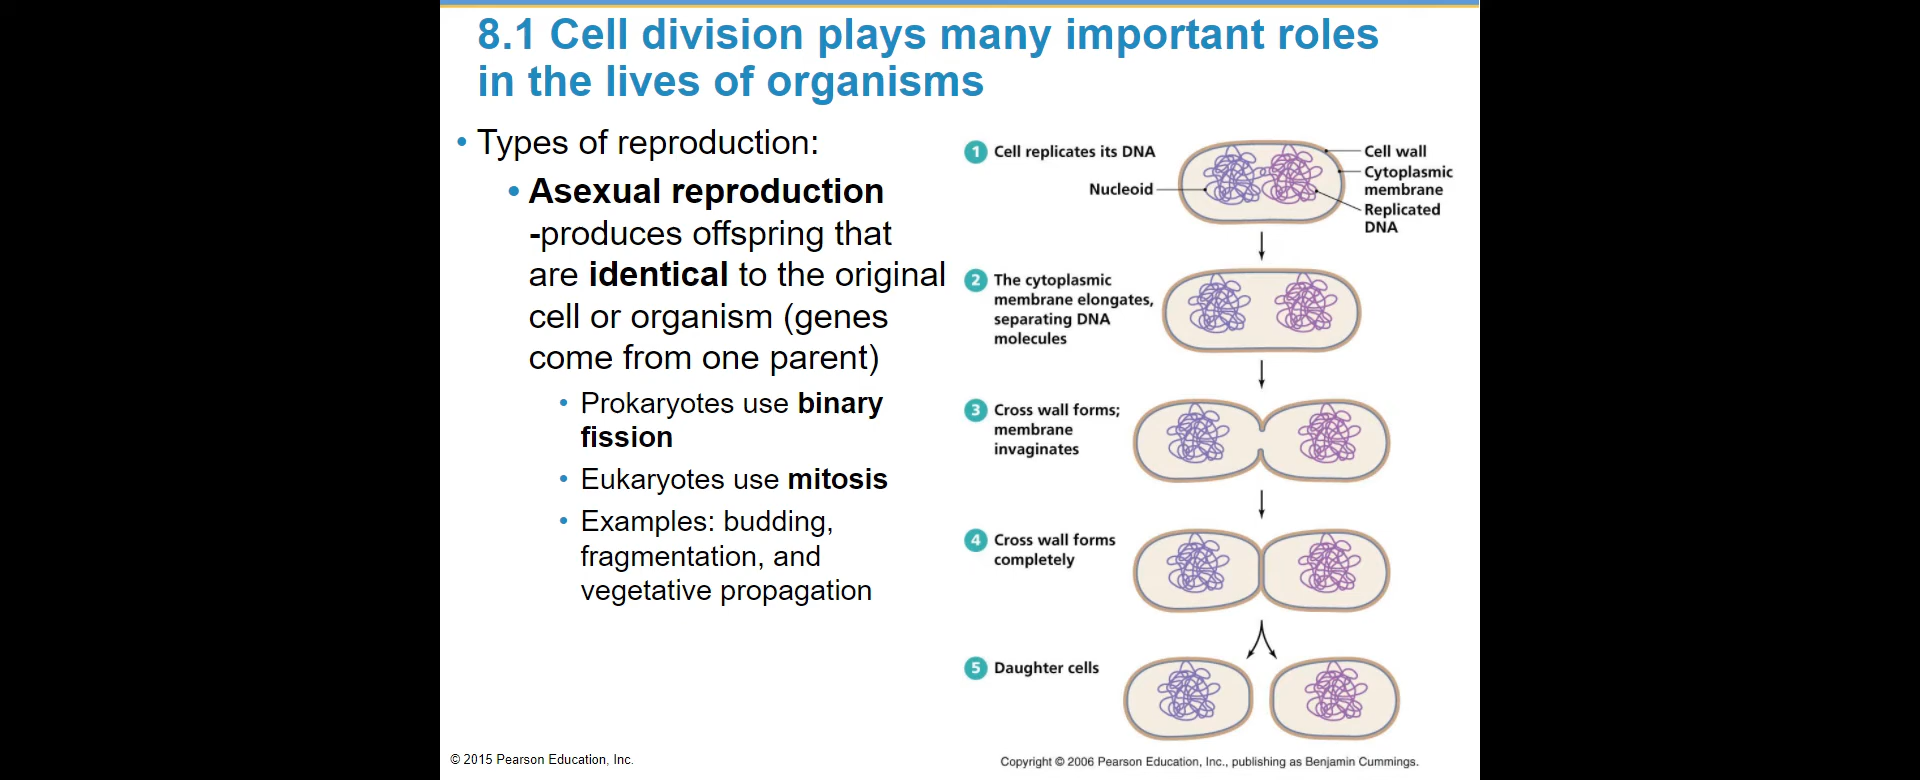 8.1 Cell division plays many important roles
in the lives of organisms
• Types of reproduction:
• Asexual reproduction
-produces offspring that
are identical to the original
cell or organism (genes
come from one parent)
• Prokaryotes use binary
fission
• Eukaryotes use mitosis
• Examples: budding,
fragmentation, and
vegetative propagation
1 Cell replicates its DNA
Nucleoid
Cell wall
Cytoplasmic
membrane
Replicated
DNA
2 The cytoplasmic
membrane elongates,
separating DNA
molecules
3 Cross wall forms;
membrane
invaginates
4 Cross wall forms
completely
5 Daughter cells
© 2015 Pearson Education, Inc.
Copyright © 2006 Pearson Education, Inc., publishing as Benjamin Cummings.